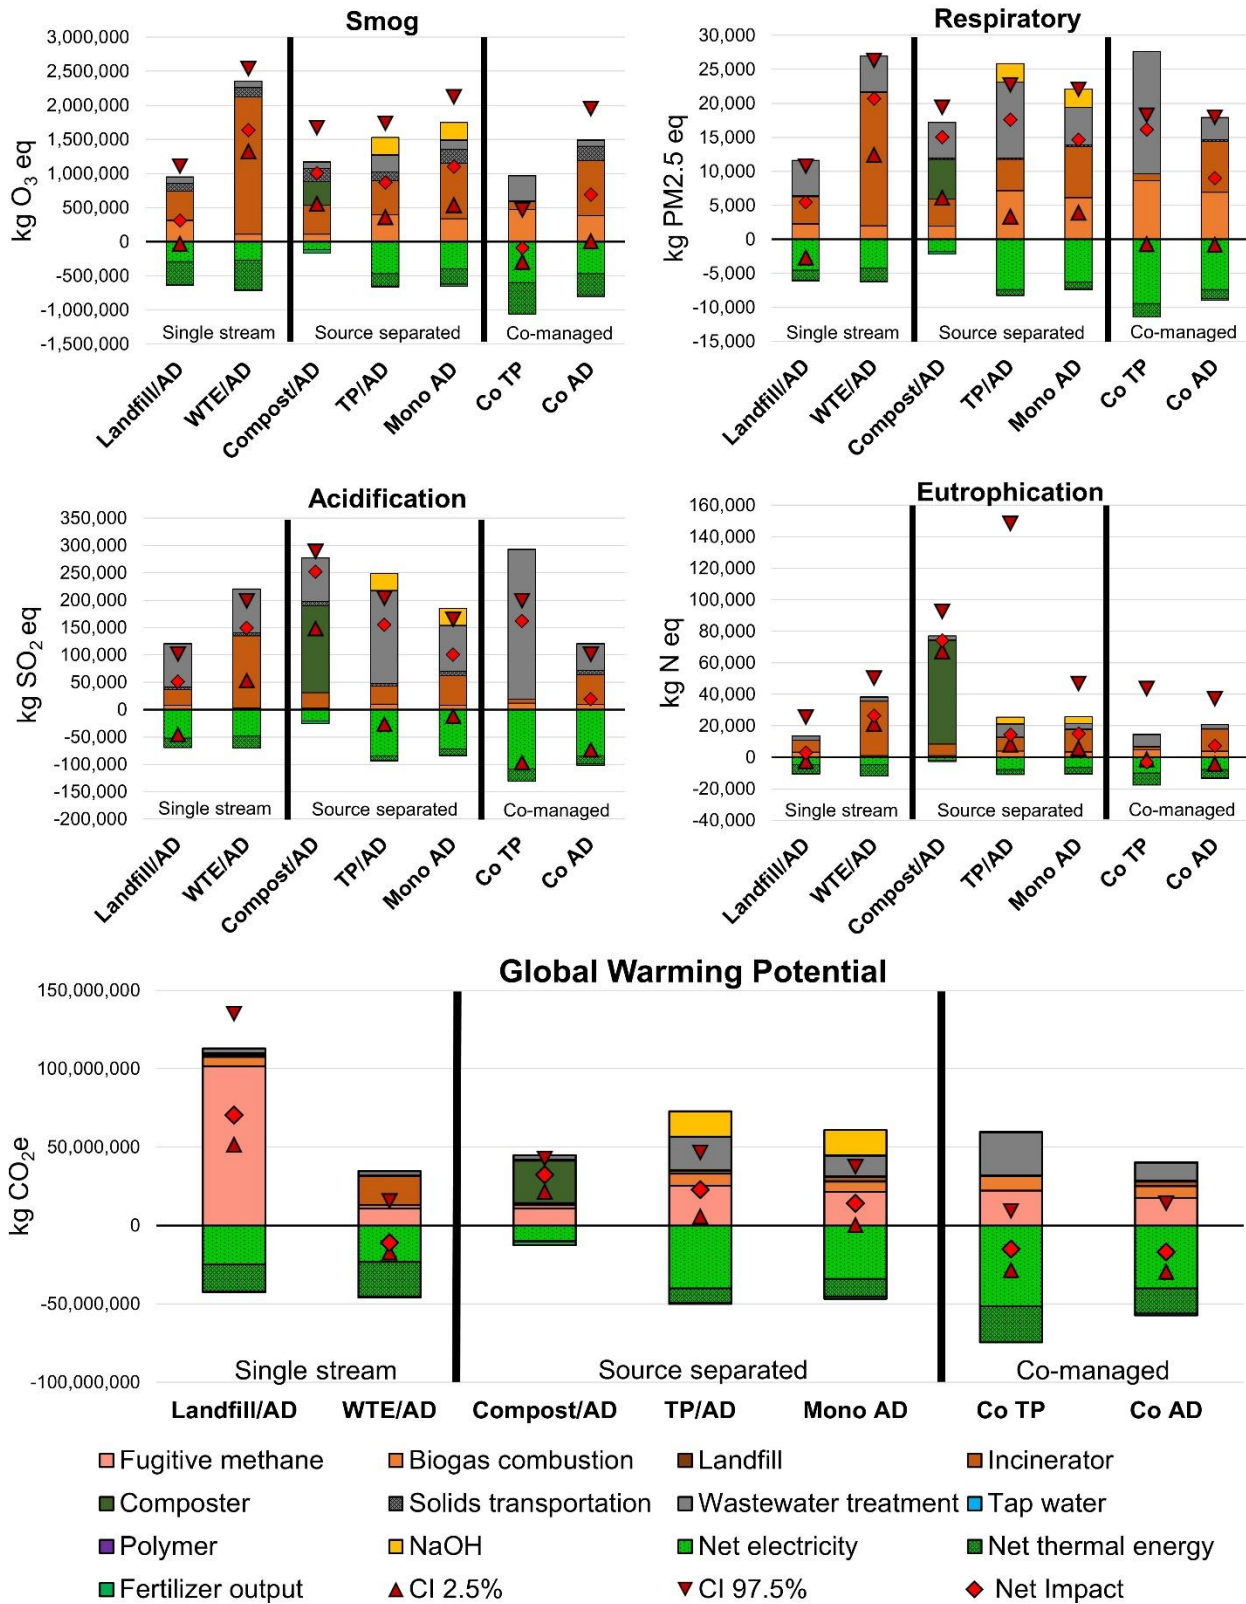 Smog
kg O₃ eq
3,000,000
2,500,000
2,000,000
1,500,000
1,000,000
500,000
0
-500,000
-1,000,000
-1,500,000
Single stream
Source separated
Co-managed
Landfill/AD
WTE/AD
Compost/AD
TP/AD
Mono AD
Co TP
Co AD
Respiratory
kg PM2.5 eq
30,000
25,000
20,000
15,000
10,000
5,000
0
-5,000
-10,000
-15,000
Single stream
Source separated
Co-managed
Landfill/AD
WTE/AD
Compost/AD
TP/AD
Mono AD
Co TP
Co AD
Acidification
kg SO₂ eq
350,000
300,000
250,000
200,000
150,000
100,000
50,000
0
-50,000
-100,000
-150,000
-200,000
Single stream
Source separated
Co-managed
Landfill/AD
WTE/AD
Compost/AD
TP/AD
Mono AD
Co TP
Co AD
Eutrophication
kg N eq
160,000
140,000
120,000
100,000
80,000
60,000
40,000
20,000
0
-20,000
-40,000
Single stream
Source separated
Co-managed
Landfill/AD
WTE/AD
Compost/AD
TP/AD
Mono AD
Co TP
Co AD
Global Warming Potential
kg CO₂e
150,000,000
100,000,000
50,000,000
0
-50,000,000
-100,000,000
Single stream
Source separated
Co-managed
Landfill/AD
WTE/AD
Compost/AD
TP/AD
Mono AD
Co TP
Co AD
Fugitive methane
Biogas combustion
Landfill
Incinerator
Composter
Solids transportation
Wastewater treatment
Tap water
Polymer
NaOH
Net electricity
Net thermal energy
Fertilizer output
CI 2.5%
CI 97.5%
Net Impact